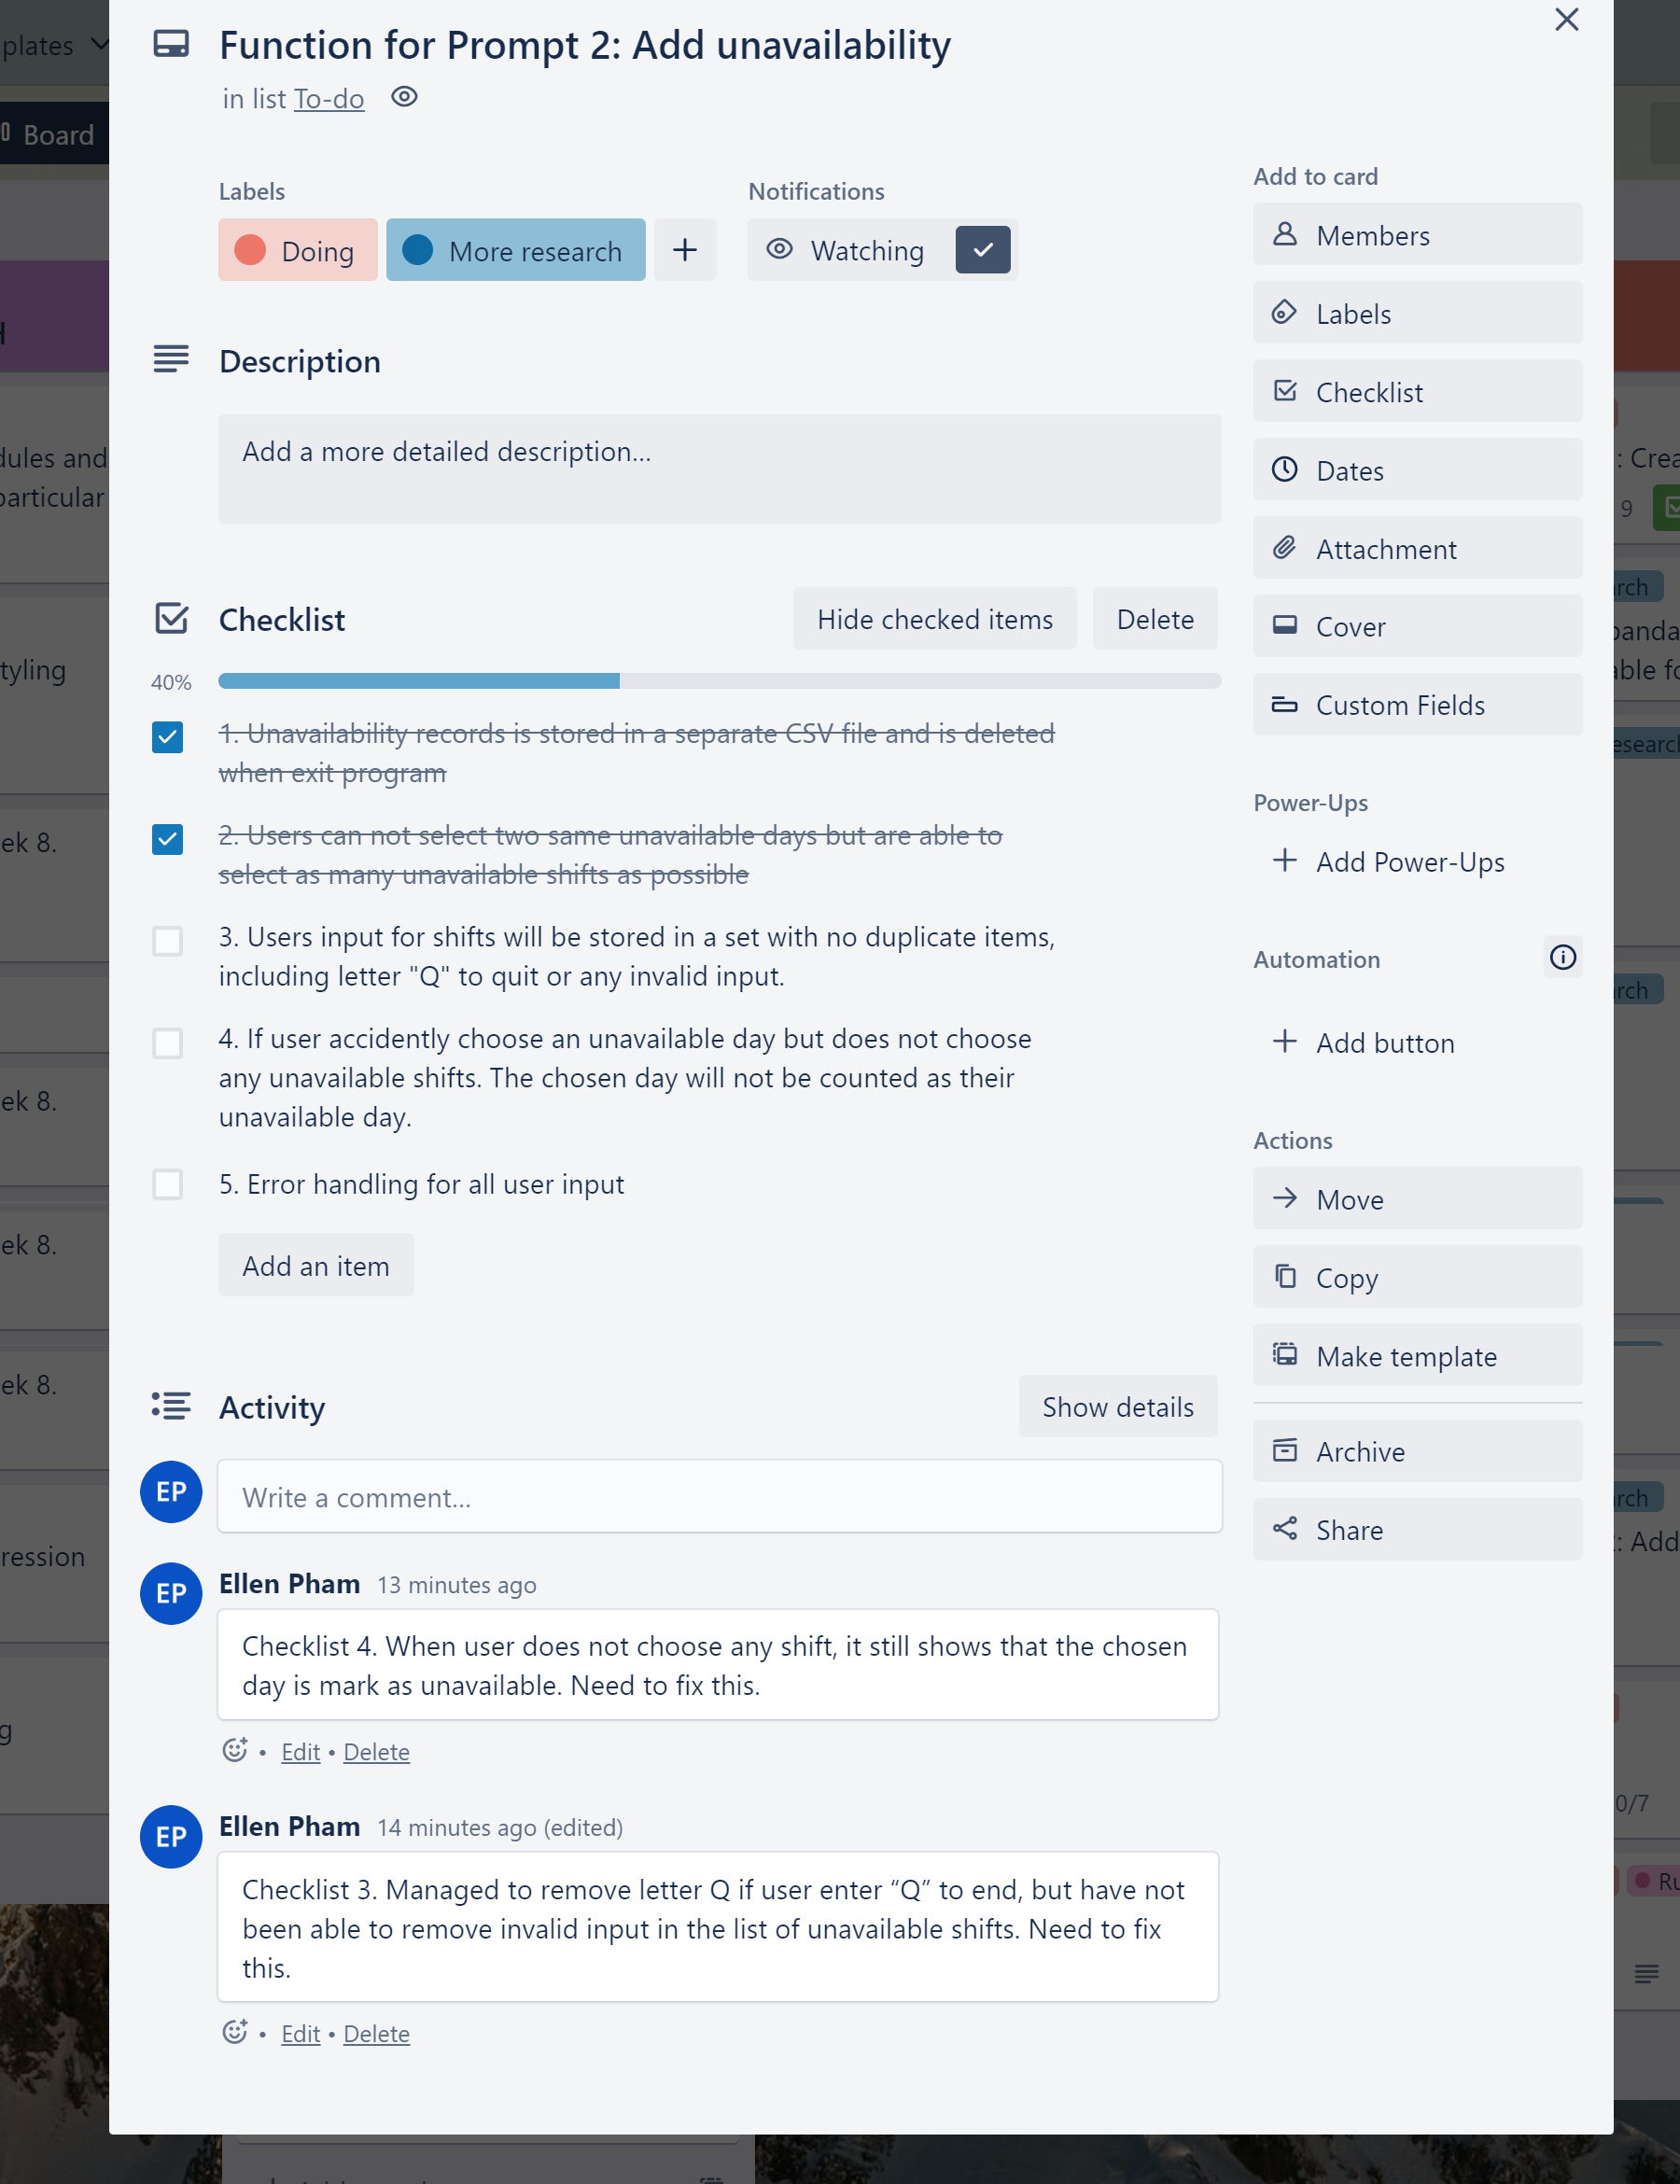 plates
Board
Function for Prompt 2: Add unavailability
in list To-do
Labels
Doing
More research
Notifications
Watching
Description
Add a more detailed description...
Checklist
Hide checked items
Delete
40%
1. Unavailability records is stored in a separate CSV file and is deleted
when exit program
2. Users can not select two same unavailable days but are able to
select as many unavailable shifts as possible
3. Users input for shifts will be stored in a set with no duplicate items,
including letter "Q" to quit or any invalid input.
4. If user accidently choose an unavailable day but does not choose
any unavailable shifts. The chosen day will not be counted as their
unavailable day.
5. Error handling for all user input
Add an item
Activity
Show details
EP
Write a comment...
EP
Ellen Pham 13 minutes ago
Checklist 4. When user does not choose any shift, it still shows that the chosen
day is mark as unavailable. Need to fix this.
• Edit • Delete
EP
Ellen Pham 14 minutes ago (edited)
Checklist 3. Managed to remove letter Q if user enter “Q” to end, but have not
been able to remove invalid input in the list of unavailable shifts. Need to fix
this.
• Edit • Delete
Add to card
Members
Labels
Checklist
Dates
Attachment
Cover
Custom Fields
Power-Ups
Add Power-Ups
Automation
Add button
Actions
Move
Copy
Make template
Archive
Share
dules and
particular
tyling
ek 8.
ek 8.
ek 8.
ek 8.
ression
g
: Crea
9
rch
panda
able fo
esearch
rch
rch
: Add
0/7
Ru